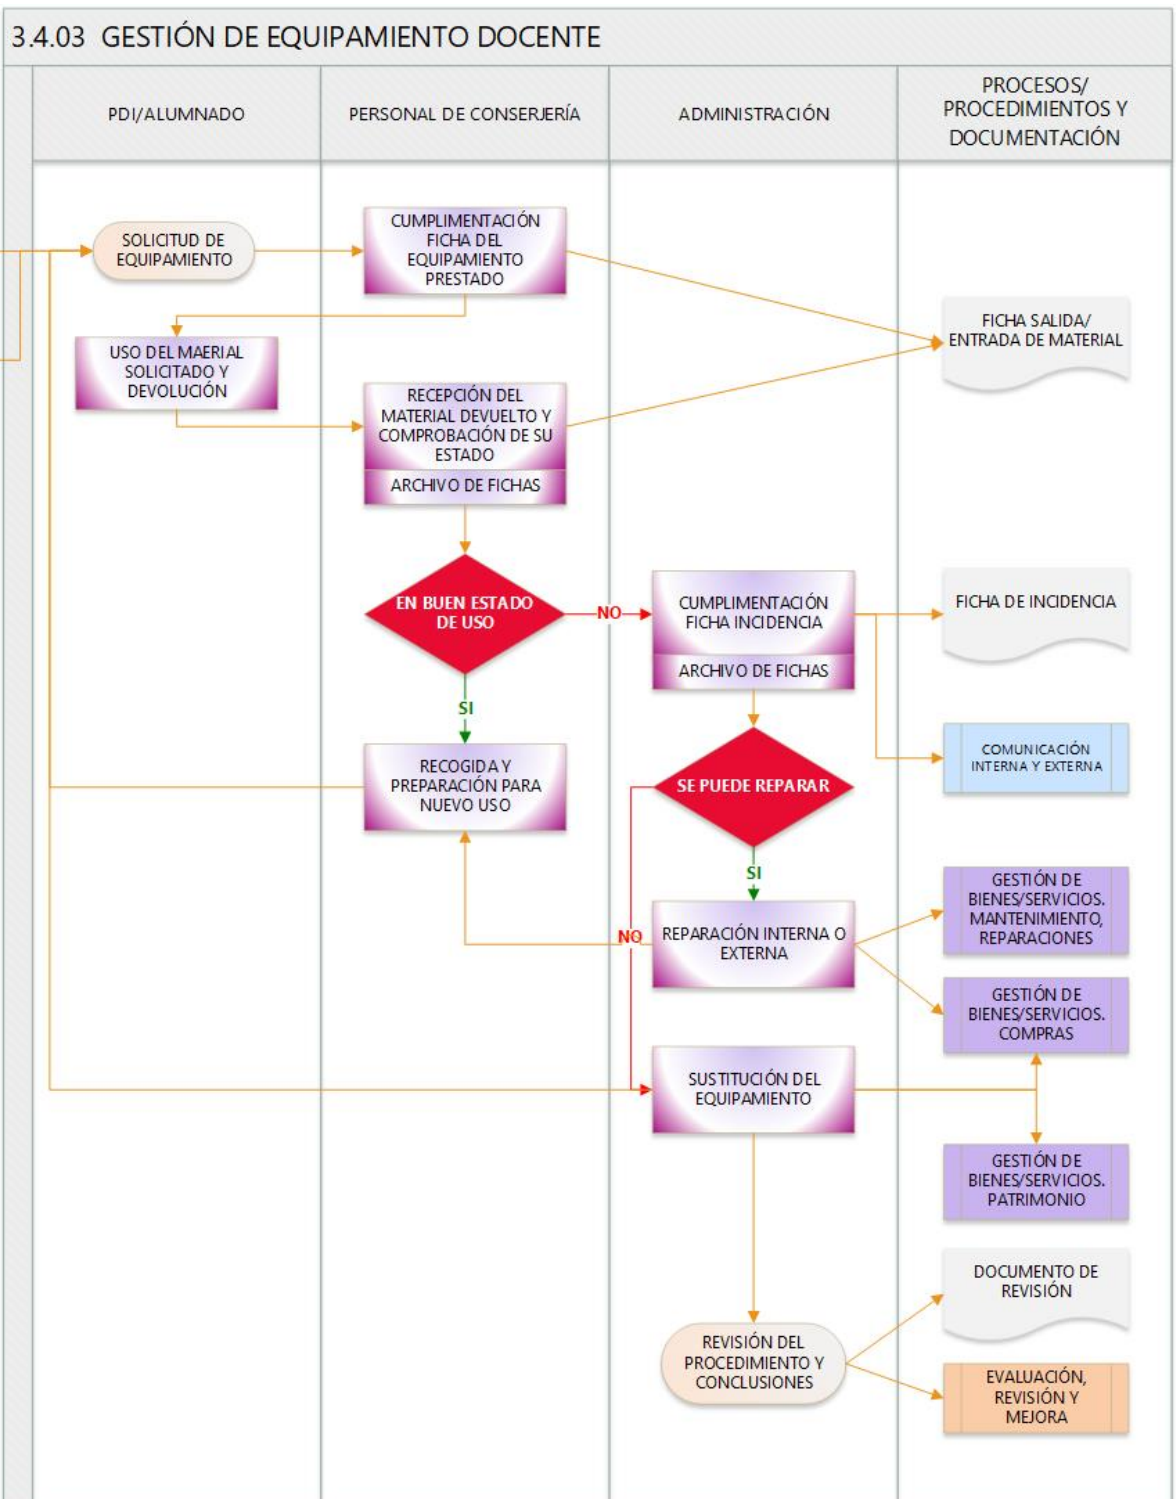 3.4.03 GESTIÓN DE EQUIPAMIENTO DOCENTE
PDI/ALUMNADO
PERSONAL DE CONSERJERÍA
ADMINISTRACIÓN
PROCESOS/
PROCEDIMIENTOS Y
DOCUMENTACIÓN
SOLICITUD DE
EQUIPAMIENTO
CUMPLIMENTACIÓN
FICHA DEL
EQUIPAMIENTO
PRESTADO
FICHA SALIDA/
ENTRADA DE MATERIAL
USO DEL MAERIAL
SOLICITADO Y
DEVOLUCIÓN
RECEPCIÓN DEL
MATERIAL DEVUELTO Y
COMPROBACIÓN DE SU
ESTADO
ARCHIVO DE FICHAS
EN BUEN ESTADO
DE USO
NO
CUMPLIMENTACIÓN
FICHA INCIDENCIA
ARCHIVO DE FICHAS
FICHA DE INCIDENCIA
SI
COMUNICACIÓN
INTERNA Y EXTERNA
RECOGIDA Y
PREPARACIÓN PARA
NUEVO USO
SE PUEDE REPARAR
SI
NO
REPARACIÓN INTERNA O
EXTERNA
GESTIÓN DE
BIENES/SERVICIOS.
MANTENIMIENTO,
REPARACIONES
GESTIÓN DE
BIENES/SERVICIOS.
COMPRAS
SUSTITUCIÓN DEL
EQUIPAMIENTO
GESTIÓN DE
BIENES/SERVICIOS.
PATRIMONIO
DOCUMENTO DE
REVISIÓN
REVISIÓN DEL
PROCEDIMIENTO Y
CONCLUSIONES
EVALUACIÓN,
REVISIÓN Y
MEJORA